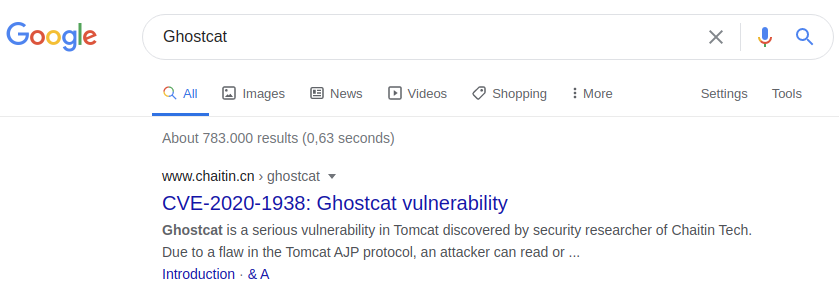 Google
Ghostcat
All Images News Videos Shopping More Settings Tools
About 783.000 results (0,63 seconds)
www.chaitin.cn › ghostcat
CVE-2020-1938: Ghostcat vulnerability
Ghostcat is a serious vulnerability in Tomcat discovered by security researcher of Chaitin Tech.
Due to a flaw in the Tomcat AJP protocol, an attacker can read or ...
Introduction · & A